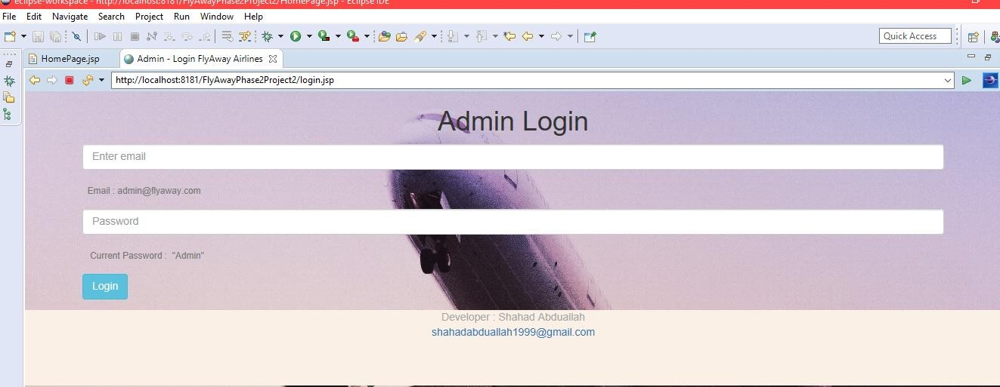 eclipse-workspace - http://localhost:8181/FlyAwayPhase2Project2/HomePage.jsp - Eclipse IDE
File Edit Navigate Search Project Run Window Help
Quick Access
HomePage.jsp Admin - Login FlyAway Airlines
http://localhost:8181/FlyAwayPhase2Project2/login.jsp
Admin Login
Enter email
Email : admin@flyaway.com
Password
Current Password : "Admin"
Login
Developer : Shahad Abduallah
shahadabduallah1999@gmail.com